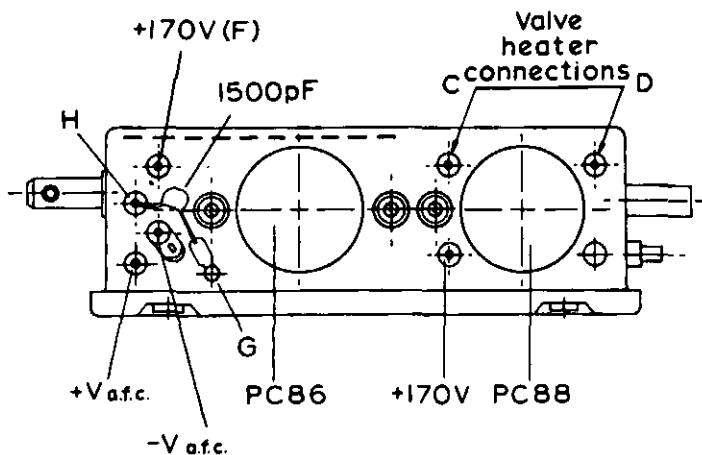 +170V (F)
1500pF
H
Valve
heater
connections
C
D
G
+V a.f.c.
-V a.f.c.
PC86
+170V
PC88